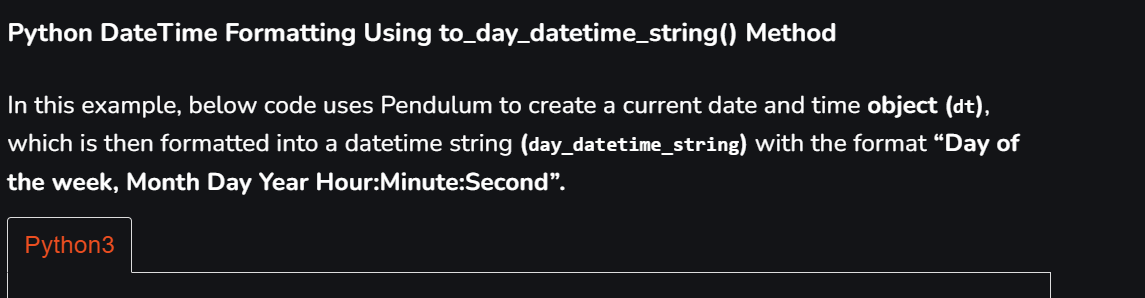 Python DateTime Formatting Using to_day_datetime_string() Method
In this example, below code uses Pendulum to create a current date and time object (dt),
which is then formatted into a datetime string (day_datetime_string) with the format “Day of
the week, Month Day Year Hour:Minute:Second”.
Python3